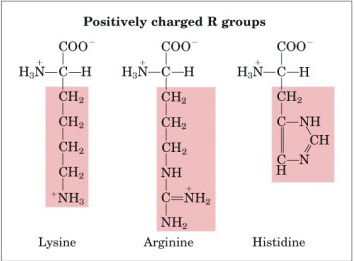 Positively charged R groups
COO⁻ COO⁻ COO⁻
H₃N⁺—C—H H₃N⁺—C—H H₃N⁺—C—H
CH₂ CH₂ CH₂
CH₂ CH₂ C—NH
CH₂ CH₂ CH
CH₂ NH C—N
H
⁺NH₃ C=NH₂⁺
NH₂
Lysine Arginine Histidine